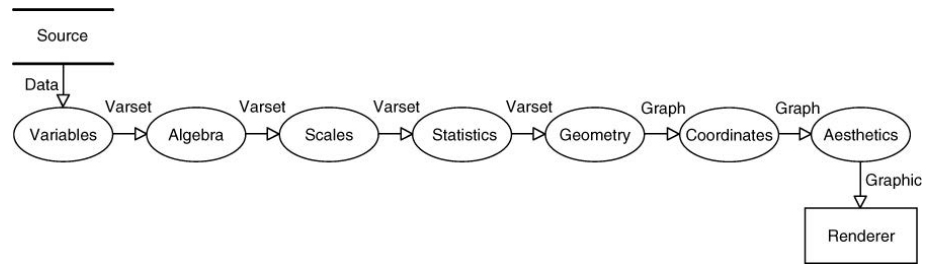 Source
Data
Varset Varset Varset Varset Graph Graph
Variables Algebra Scales Statistics Geometry Coordinates Aesthetics
Graphic
Renderer